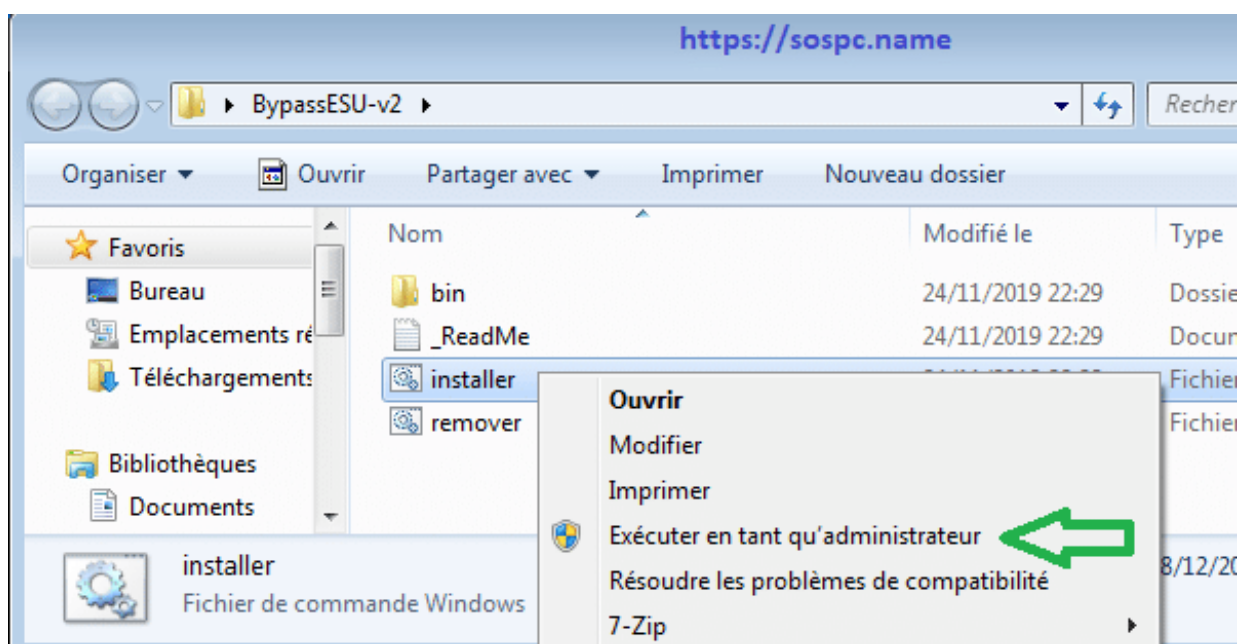 https://sospc.name
BypassESU-v2
Recher
Organiser Ouvrir Partager avec Imprimer Nouveau dossier
Nom Modifié le Type
Favoris
Bureau
Emplacements ré
Téléchargements
Bibliothèques
Documents
bin 24/11/2019 22:29 Dossie
_ReadMe 24/11/2019 22:29 Docum
installer Fichier
remover Fichier
Ouvrir
Modifier
Imprimer
Exécuter en tant qu'administrateur
Résoudre les problèmes de compatibilité
7-Zip
installer 8/12/20
Fichier de commande Windows